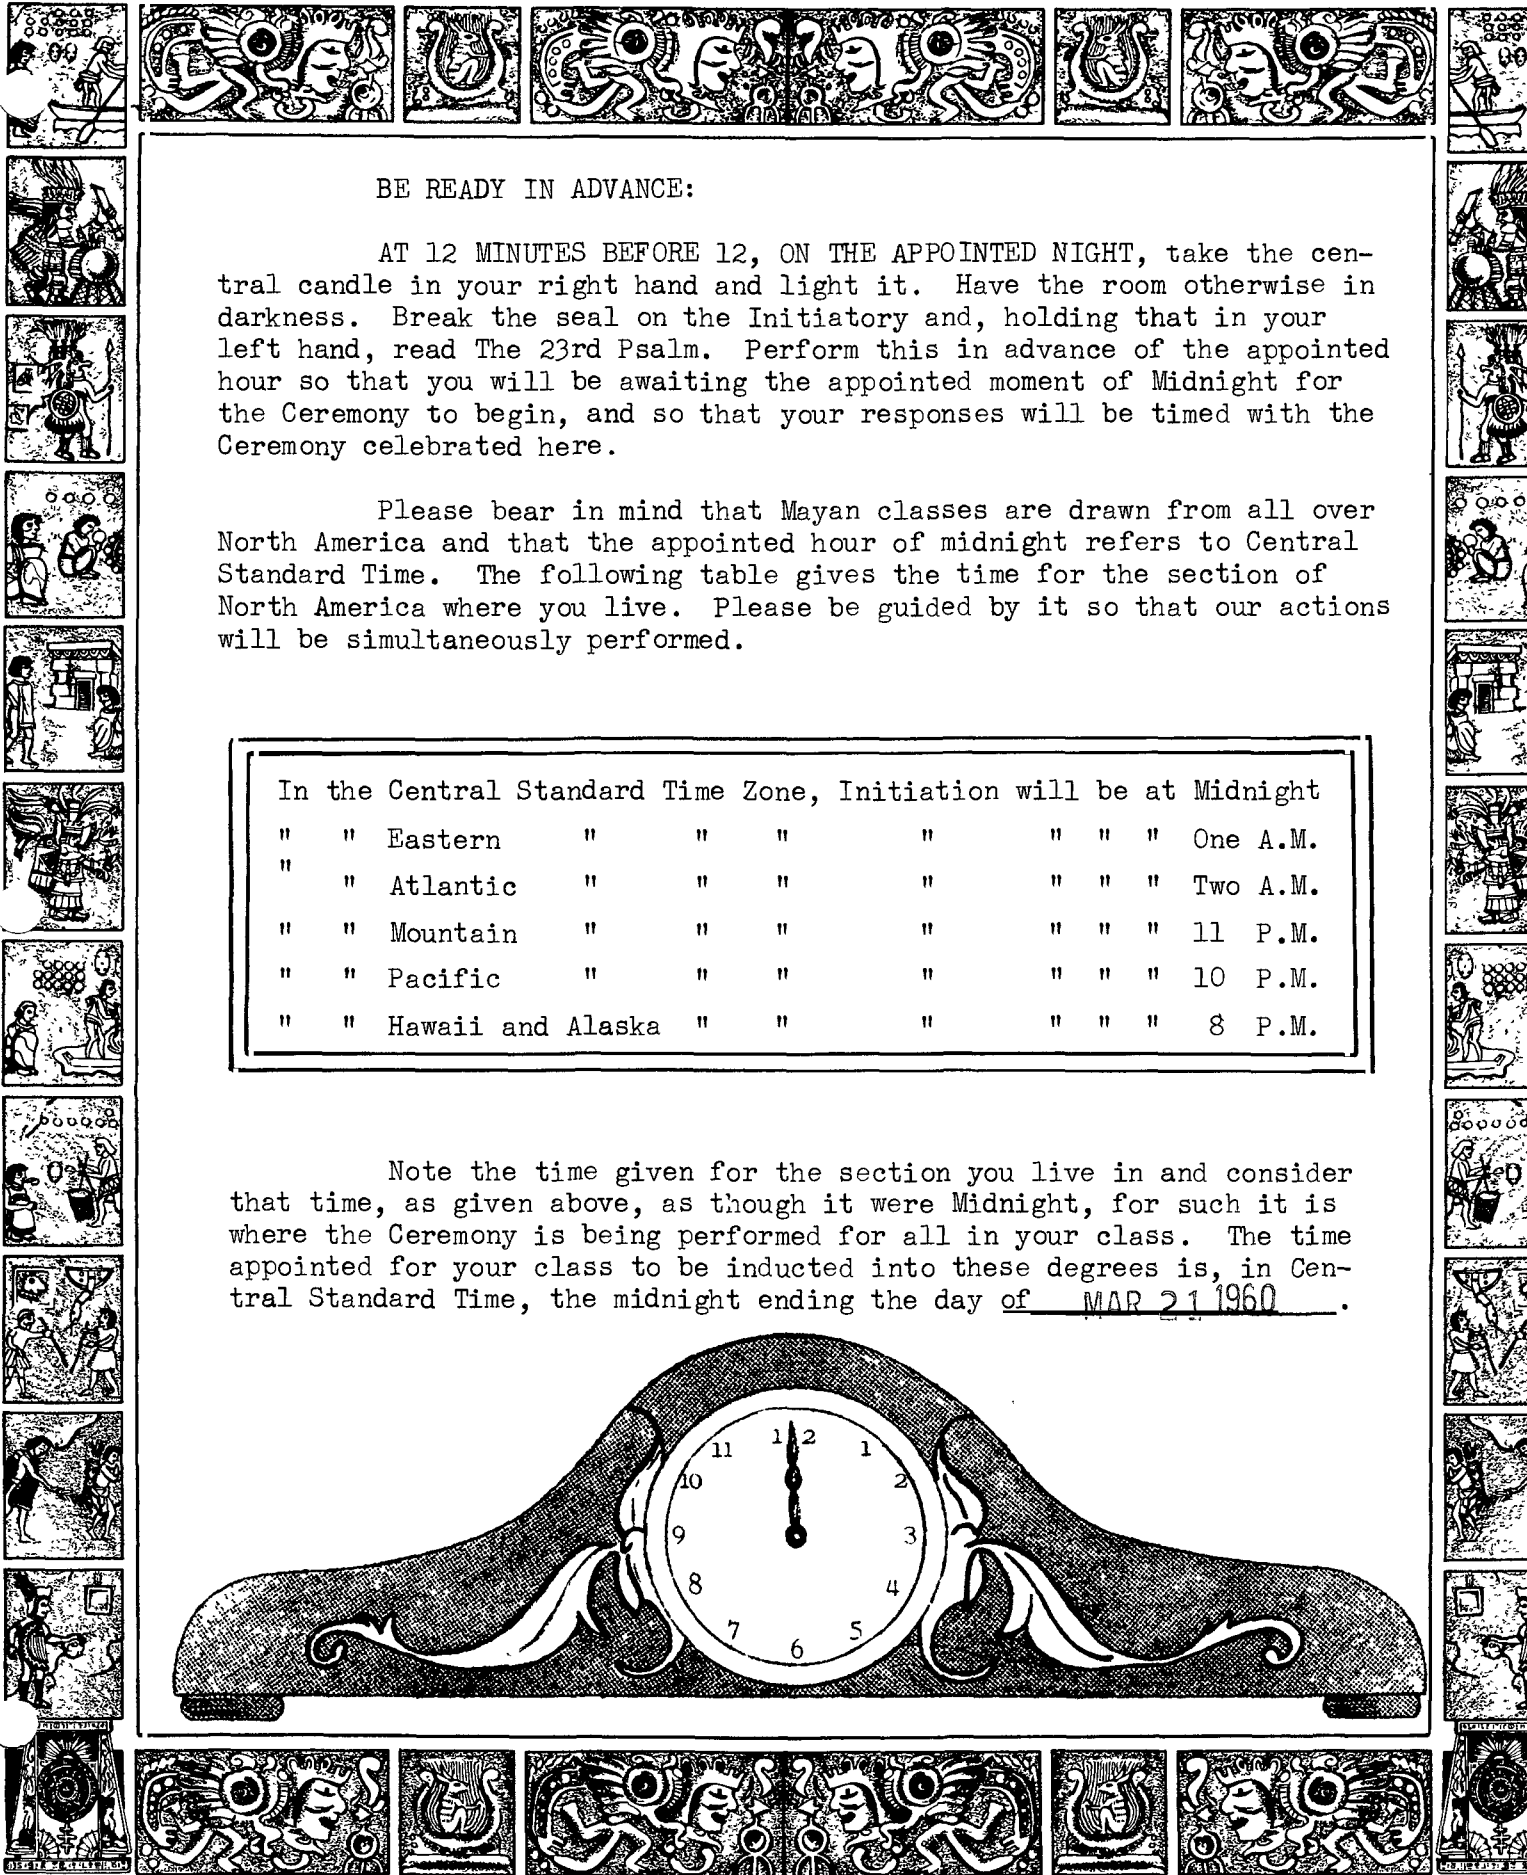 BE READY IN ADVANCE:
AT 12 MINUTES BEFORE 12, ON THE APPOINTED NIGHT, take the cen-
tral candle in your right hand and light it. Have the room otherwise in
darkness. Break the seal on the Initiatory and, holding that in your
left hand, read The 23rd Psalm. Perform this in advance of the appointed
hour so that you will be awaiting the appointed moment of Midnight for
the Ceremony to begin, and so that your responses will be timed with the
Ceremony celebrated here.
Please bear in mind that Mayan classes are drawn from all over
North America and that the appointed hour of midnight refers to Central
Standard Time. The following table gives the time for the section of
North America where you live. Please be guided by it so that our actions
will be simultaneously performed.
In the Central Standard Time Zone, Initiation will be at Midnight
" " Eastern " " " " " " " One A.M.
" " Atlantic " " " " " " " Two A.M.
" " Mountain " " " " " " " 11 P.M.
" " Pacific " " " " " " " 10 P.M.
" " Hawaii and Alaska " " " " " " 8 P.M.
Note the time given for the section you live in and consider
that time, as given above, as though it were Midnight, for such it is
where the Ceremony is being performed for all in your class. The time
appointed for your class to be inducted into these degrees is, in Cen-
tral Standard Time, the midnight ending the day of MAR 21 1960 .
12
11 1
10 2
9 3
8 4
7 5
6